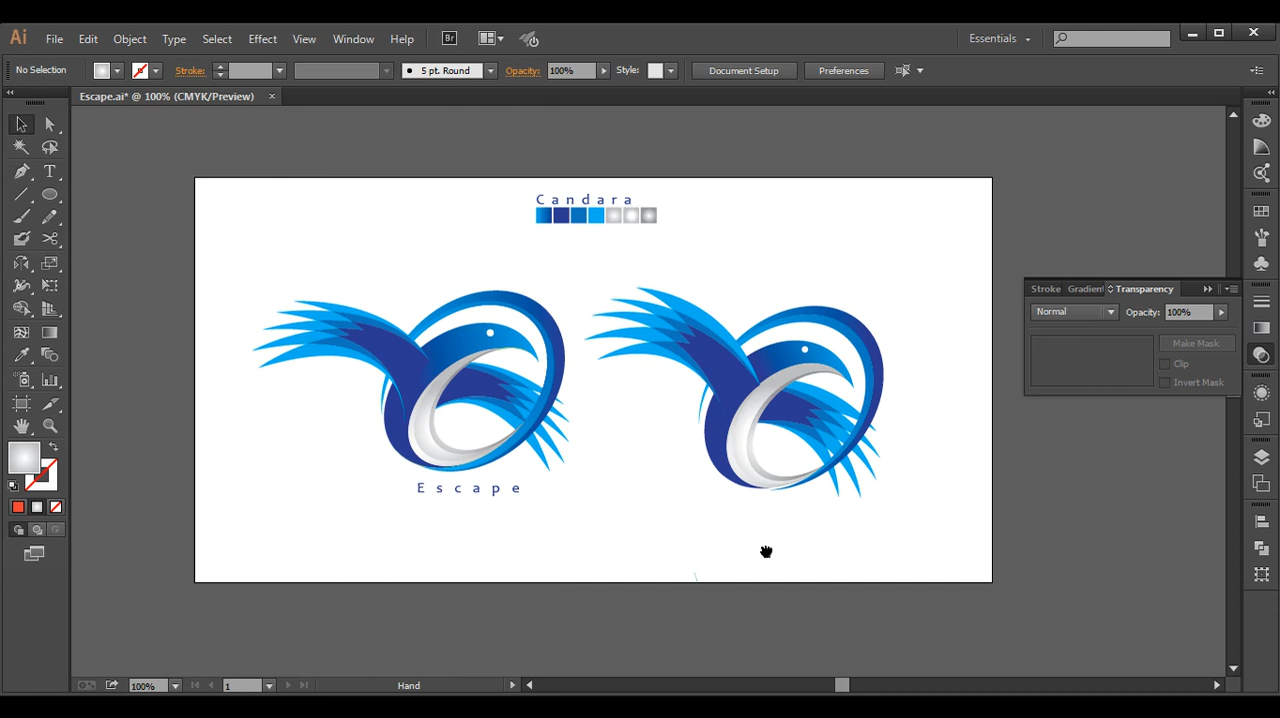 Ai File Edit Object Type Select Effect View Window Help Br Essentials
No Selection Stroke: 5 pt. Round Opacity: 100% Style: Document Setup Preferences
Escape.ai* @ 100% (CMYK/Preview)
Candara
Stroke Gradient Transparency
Normal Opacity: 100%
Make Mask
Clip
Invert Mask
Escape
100% 1 Hand